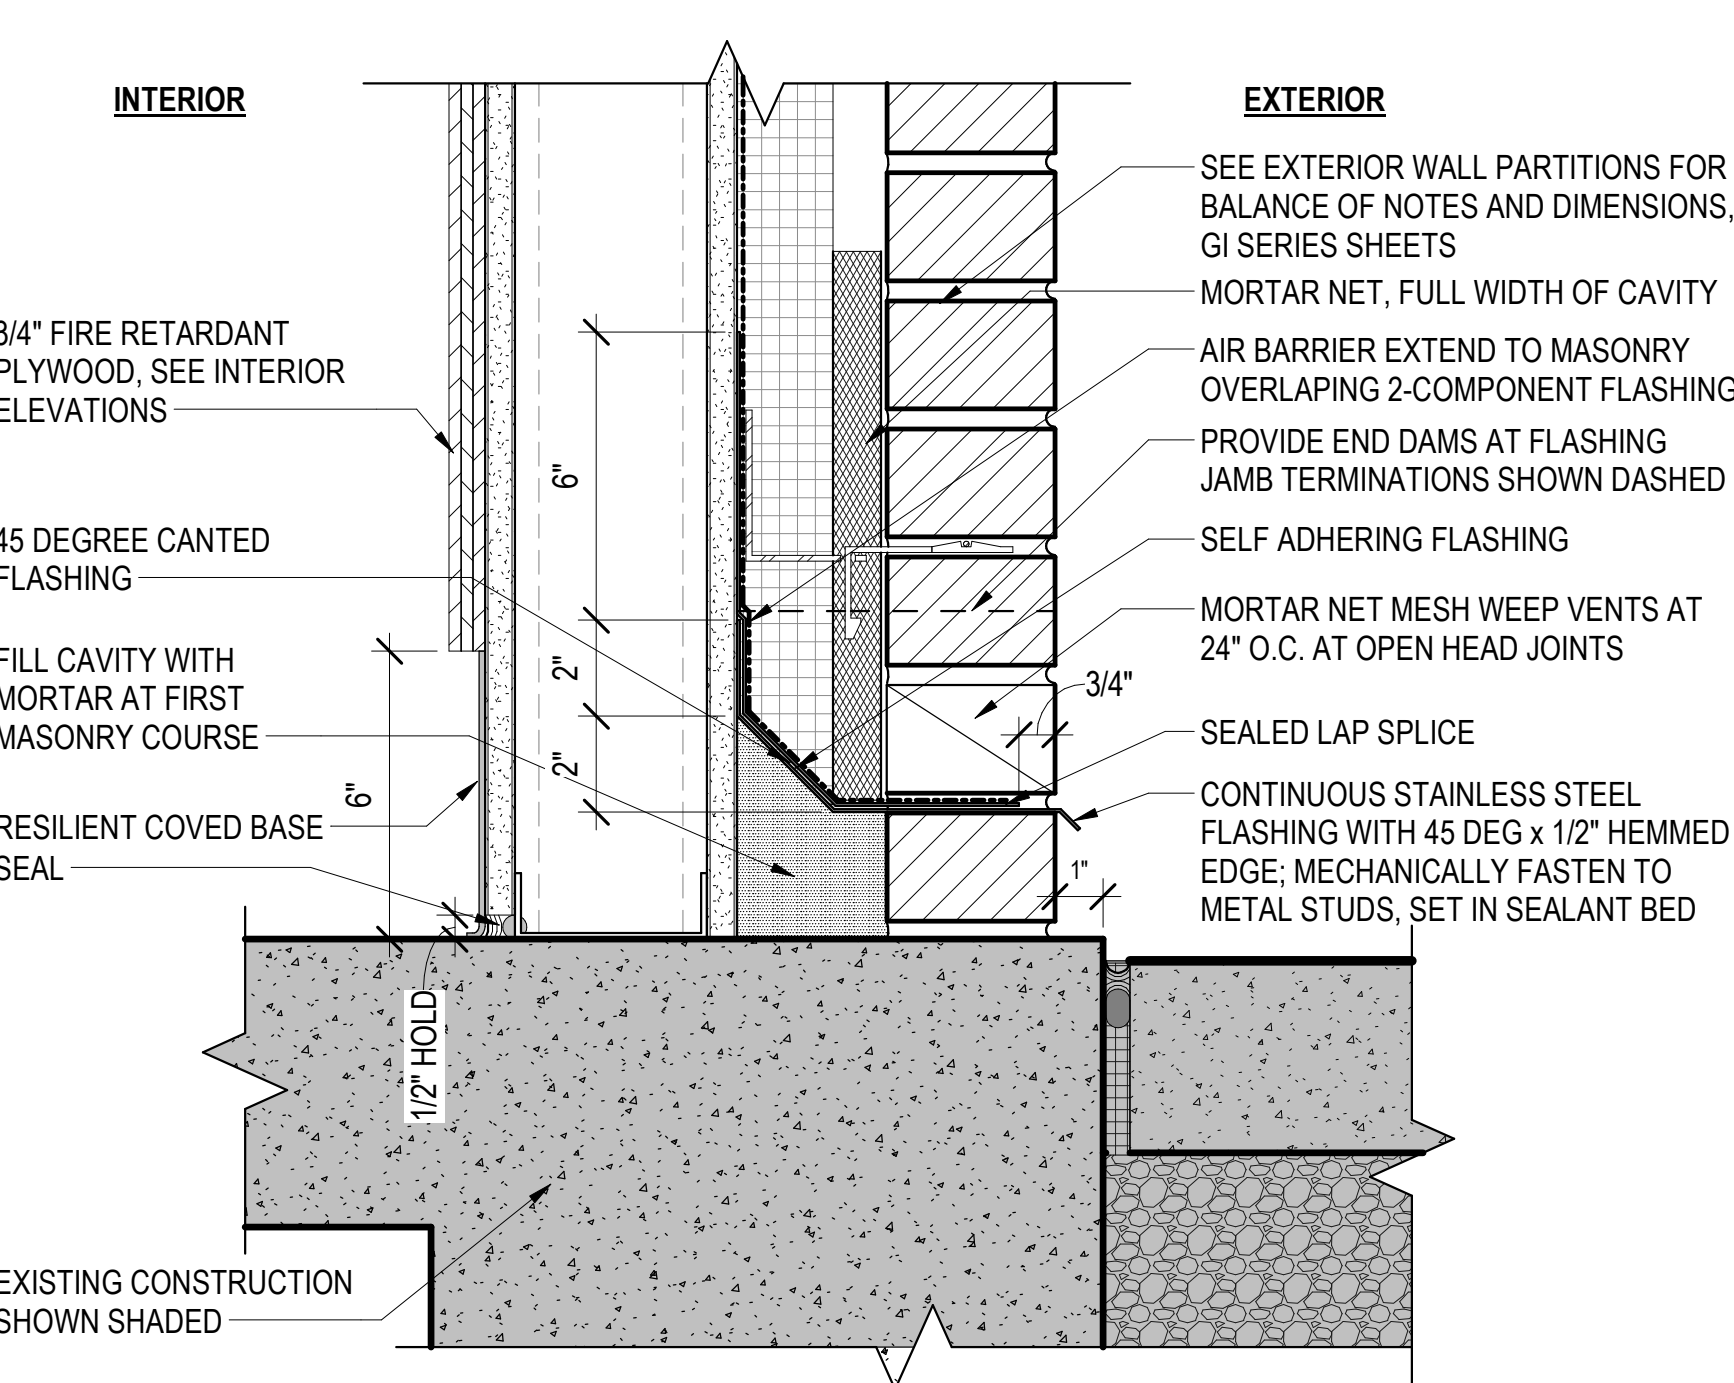 INTERIOR
3/4" FIRE RETARDANT
PLYWOOD, SEE INTERIOR
ELEVATIONS
45 DEGREE CANTED
FLASHING
FILL CAVITY WITH
MORTAR AT FIRST
MASONRY COURSE
RESILIENT COVED BASE
SEAL
EXISTING CONSTRUCTION
SHOWN SHADED
6"
2"
2"
6"
1/2" HOLD
3/4"
1"
EXTERIOR
SEE EXTERIOR WALL PARTITIONS FOR
BALANCE OF NOTES AND DIMENSIONS,
GI SERIES SHEETS
MORTAR NET, FULL WIDTH OF CAVITY
AIR BARRIER EXTEND TO MASONRY
OVERLAPING 2-COMPONENT FLASHING
PROVIDE END DAMS AT FLASHING
JAMB TERMINATIONS SHOWN DASHED
SELF ADHERING FLASHING
MORTAR NET MESH WEEP VENTS AT
24" O.C. AT OPEN HEAD JOINTS
SEALED LAP SPLICE
CONTINUOUS STAINLESS STEEL
FLASHING WITH 45 DEG x 1/2" HEMMED
EDGE; MECHANICALLY FASTEN TO
METAL STUDS, SET IN SEALANT BED